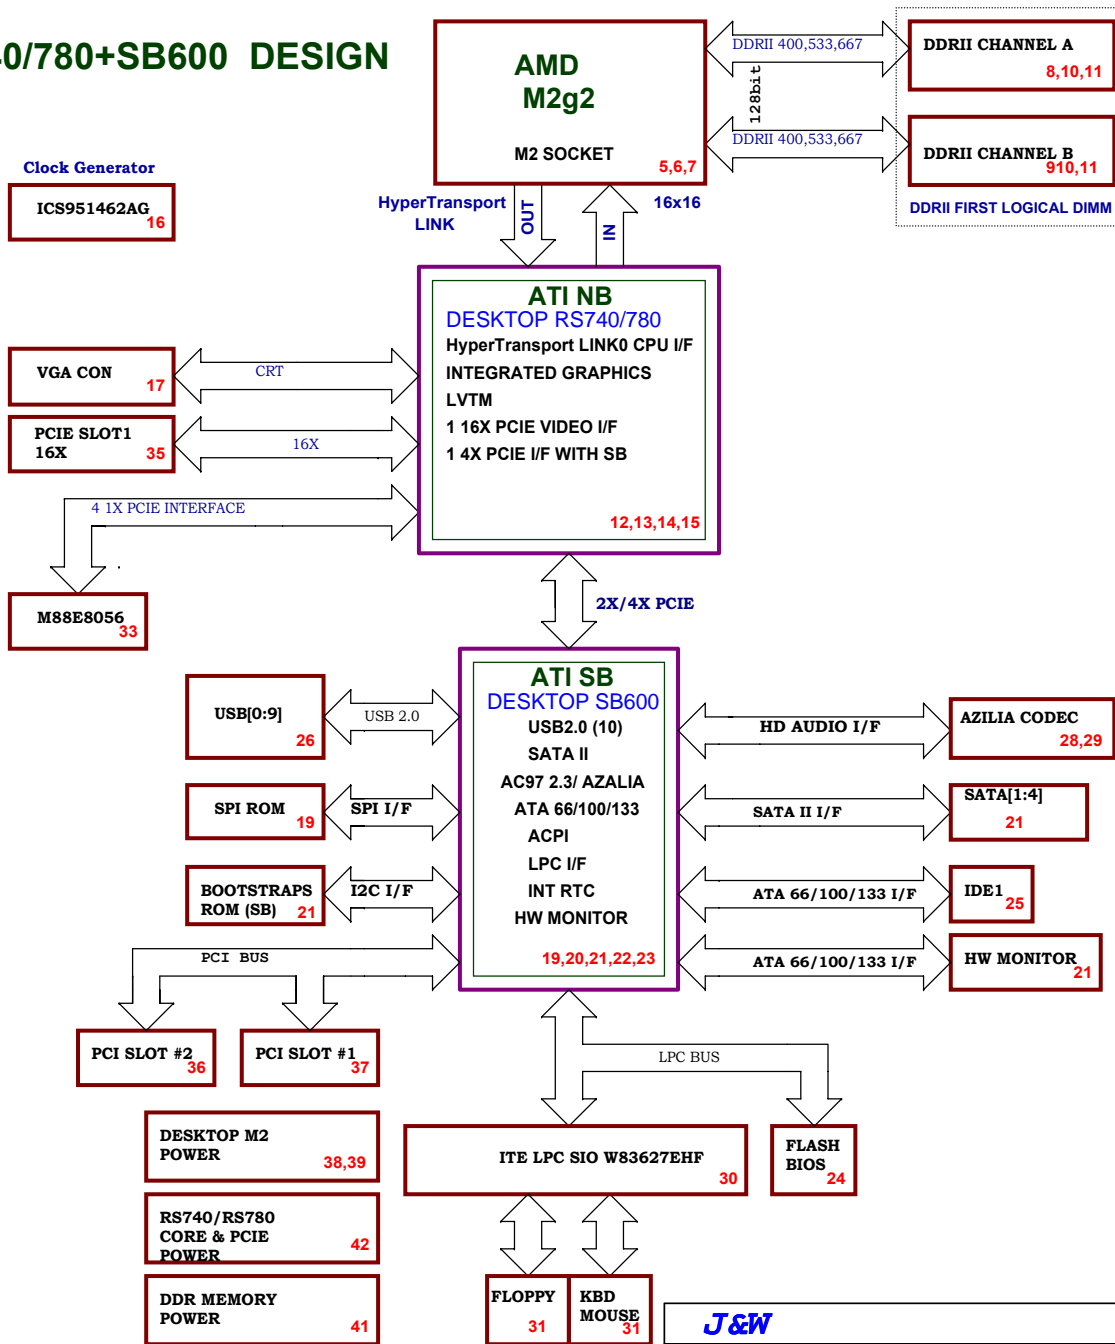 0/780+SB600 DESIGN
AMD
M2g2
M2 SOCKET
5,6,7
DDRII 400,533,667
128bit
DDRII 400,533,667
DDRII CHANNEL A
8,10,11
DDRII CHANNEL B
910,11
DDRII FIRST LOGICAL DIMM
Clock Generator
ICS951462AG
16
HyperTransport
LINK
OUT
IN
16x16
ATI NB
DESKTOP RS740/780
HyperTransport LINK0 CPU I/F
INTEGRATED GRAPHICS
LVTM
1 16X PCIE VIDEO I/F
1 4X PCIE I/F WITH SB
12,13,14,15
VGA CON
17
CRT
PCIE SLOT1
16X
35
16X
4 1X PCIE INTERFACE
M88E8056
33
2X/4X PCIE
ATI SB
DESKTOP SB600
USB2.0 (10)
SATA II
AC97 2.3/ AZALIA
ATA 66/100/133
ACPI
LPC I/F
INT RTC
HW MONITOR
19,20,21,22,23
USB[0:9]
26
USB 2.0
SPI ROM
19
SPI I/F
BOOTSTRAPS
ROM (SB)
21
I2C I/F
PCI BUS
HD AUDIO I/F
AZILIA CODEC
28,29
SATA II I/F
SATA[1:4]
21
ATA 66/100/133 I/F
IDE1
25
ATA 66/100/133 I/F
HW MONITOR
21
PCI SLOT #2
36
PCI SLOT #1
37
LPC BUS
DESKTOP M2
POWER
38,39
ITE LPC SIO W83627EHF
30
FLASH
BIOS
24
RS740/RS780
CORE & PCIE
POWER
42
DDR MEMORY
POWER
41
FLOPPY
31
KBD
MOUSE
31
J&W